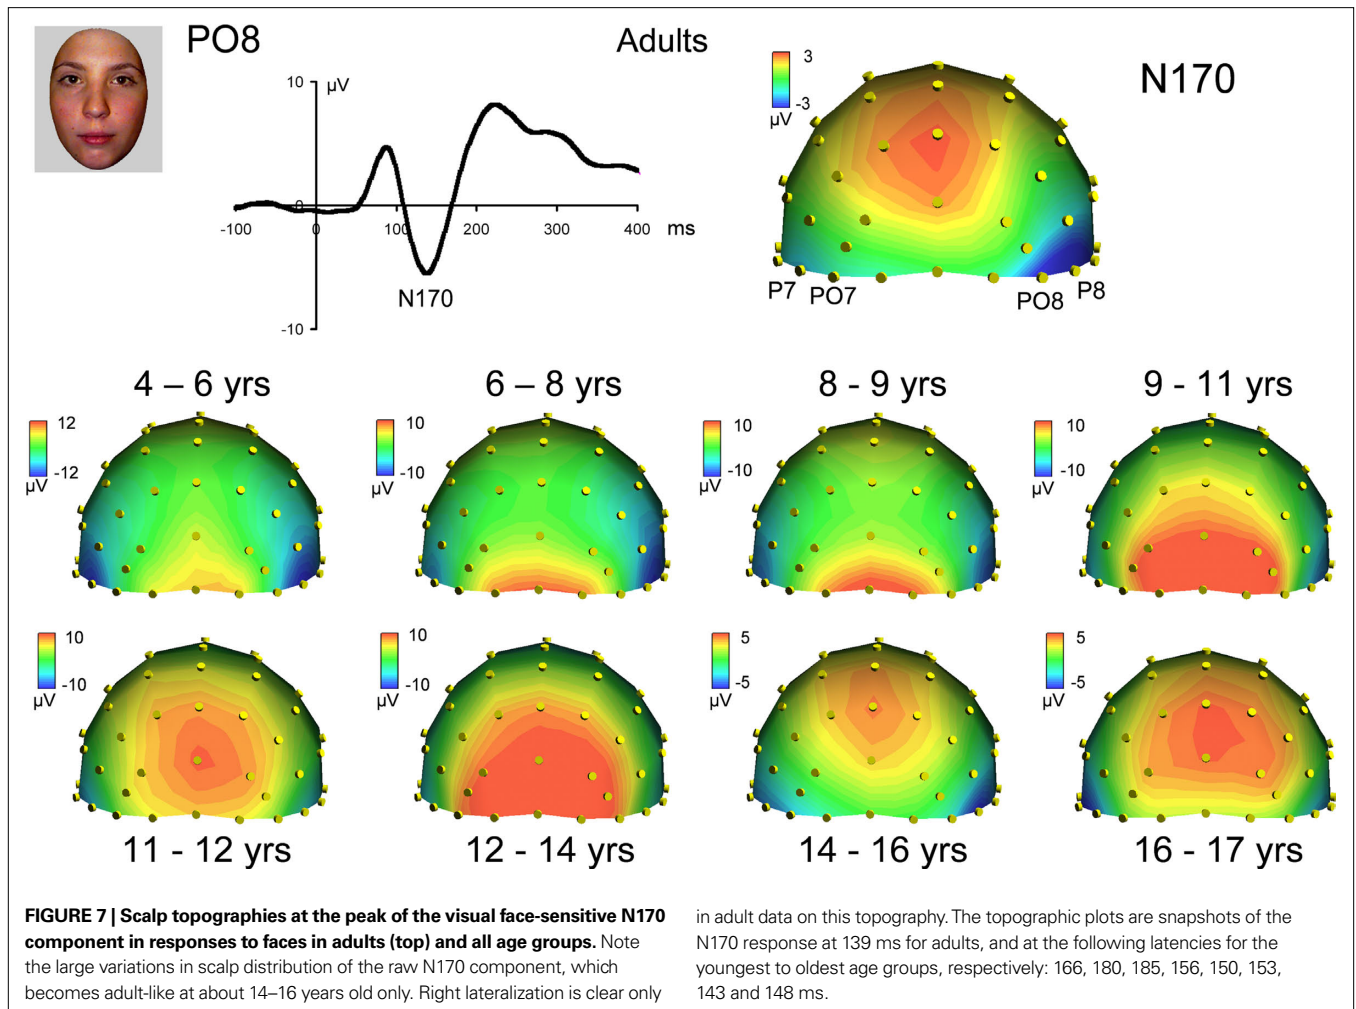 PO8
Adults
N170
10
µV
0
-100
0
100
200
300
400
ms
N170
-10
3
-3
µV
P7
PO7
PO8
P8
4 – 6 yrs
6 – 8 yrs
8 - 9 yrs
9 - 11 yrs
12
-12
µV
10
-10
µV
10
-10
µV
10
-10
µV
10
-10
µV
10
-10
µV
5
-5
µV
5
-5
µV
11 - 12 yrs
12 - 14 yrs
14 - 16 yrs
16 - 17 yrs
FIGURE 7 | Scalp topographies at the peak of the visual face-sensitive N170
component in responses to faces in adults (top) and all age groups. Note
the large variations in scalp distribution of the raw N170 component, which
becomes adult-like at about 14–16 years old only. Right lateralization is clear only
in adult data on this topography. The topographic plots are snapshots of the
N170 response at 139 ms for adults, and at the following latencies for the
youngest to oldest age groups, respectively: 166, 180, 185, 156, 150, 153,
143 and 148 ms.